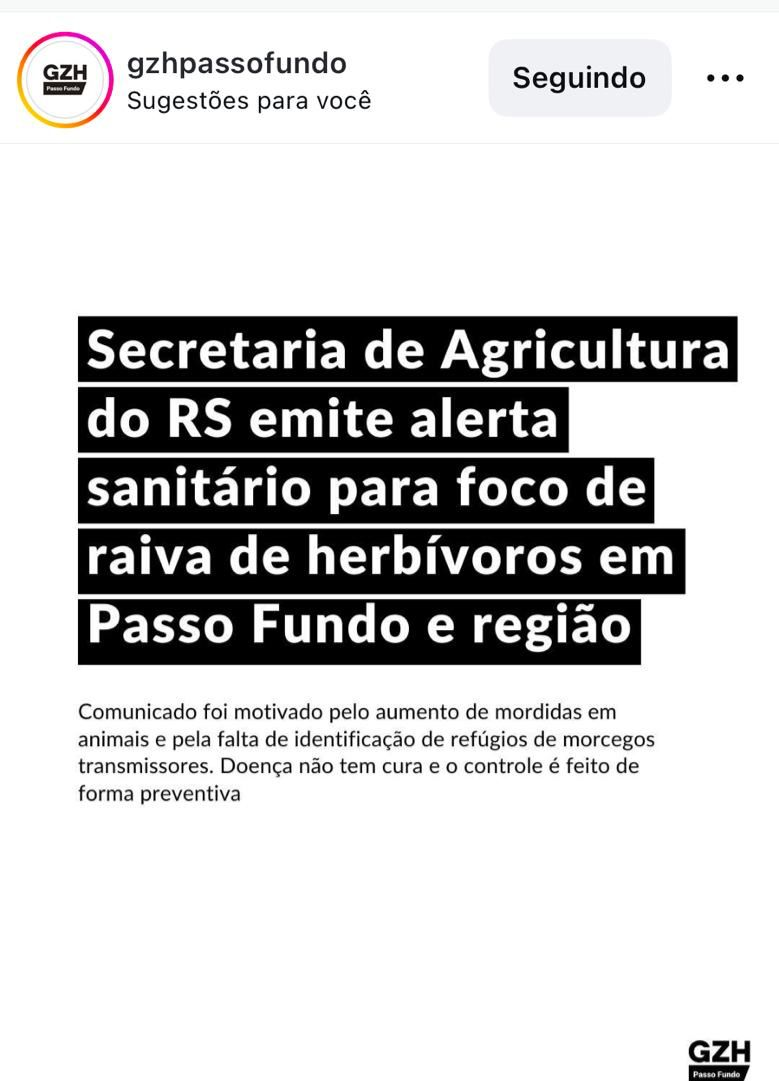 GZH
Passo Fundo
gzhpassofundo
Sugestões para você
Seguindo
Secretaria de Agricultura
do RS emite alerta
sanitário para foco de
raiva de herbívoros em
Passo Fundo e região
Comunicado foi motivado pelo aumento de mordidas em
animais e pela falta de identificação de refúgios de morcegos
transmissores. Doença não tem cura e o controle é feito de
forma preventiva
GZH
Passo Fundo